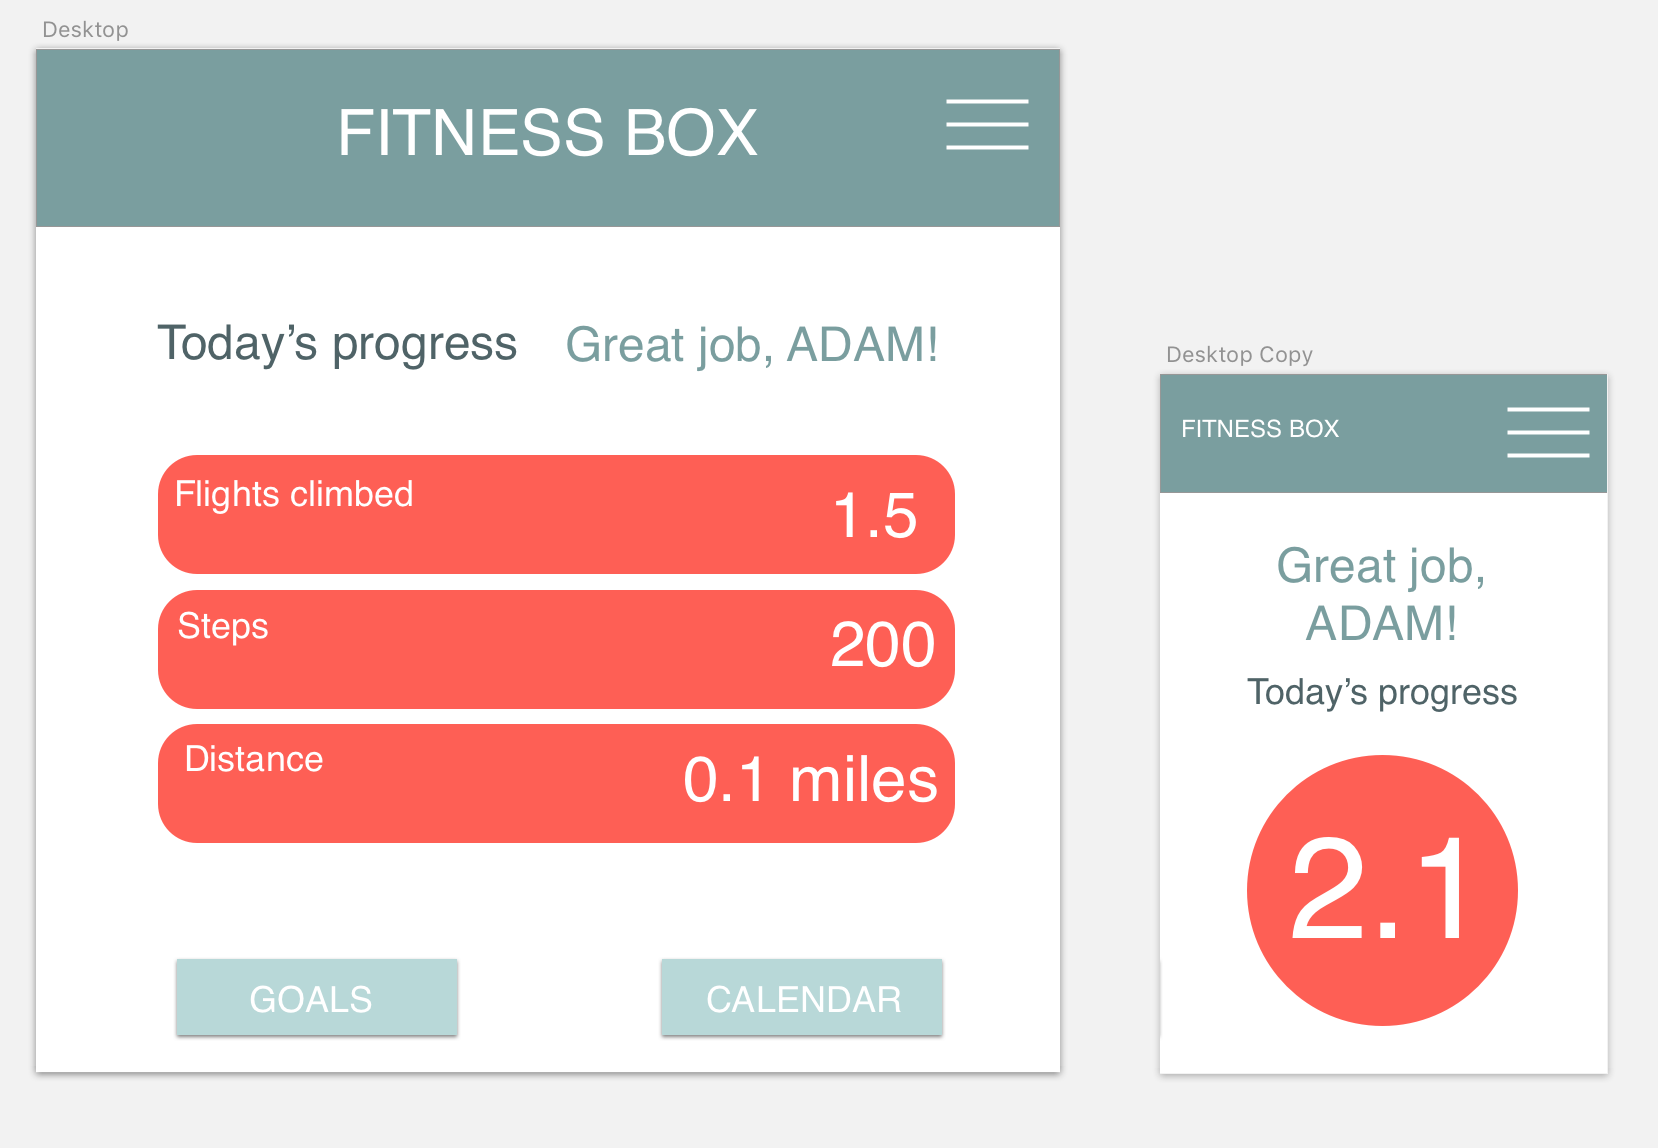 Desktop
FITNESS BOX
Today’s progress
Great job, ADAM!
Flights climbed
1.5
Steps
200
Distance
0.1 miles
GOALS
CALENDAR
Desktop Copy
FITNESS BOX
Great job,
ADAM!
Today’s progress
2.1